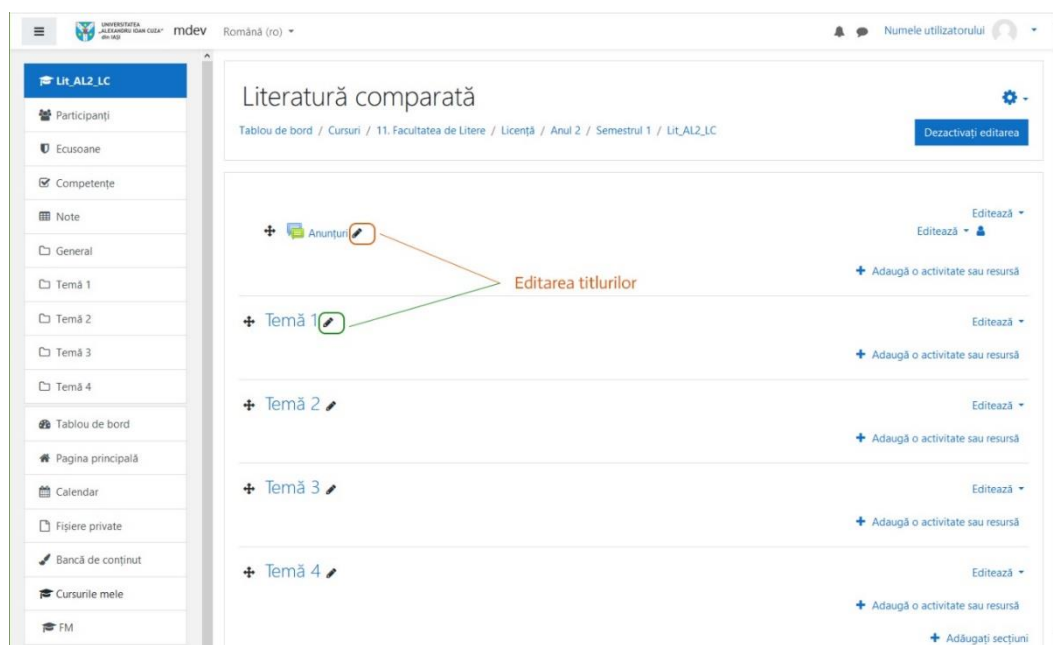 UNIVERSITATEA
„ALEXANDRU IOAN CUZA”
din IAȘI
mdev
Română (ro)
Numele utilizatorului
Lit_AL2_LC
Participanți
Ecusoane
Competențe
Note
General
Temă 1
Temă 2
Temă 3
Temă 4
Tablou de bord
Pagina principală
Calendar
Fișiere private
Bancă de conținut
Cursurile mele
FM
Literatură comparată
Tablou de bord / Cursuri / 11. Facultatea de Litere / Licență / Anul 2 / Semestrul 1 / Lit_AL2_LC
Dezactivați editarea
Editează
Anunțuri
Editează
Adaugă o activitate sau resursă
Editarea titlurilor
Temă 1
Editează
Adaugă o activitate sau resursă
Temă 2
Editează
Adaugă o activitate sau resursă
Temă 3
Editează
Adaugă o activitate sau resursă
Temă 4
Editează
Adaugă o activitate sau resursă
Adăugați secțiuni